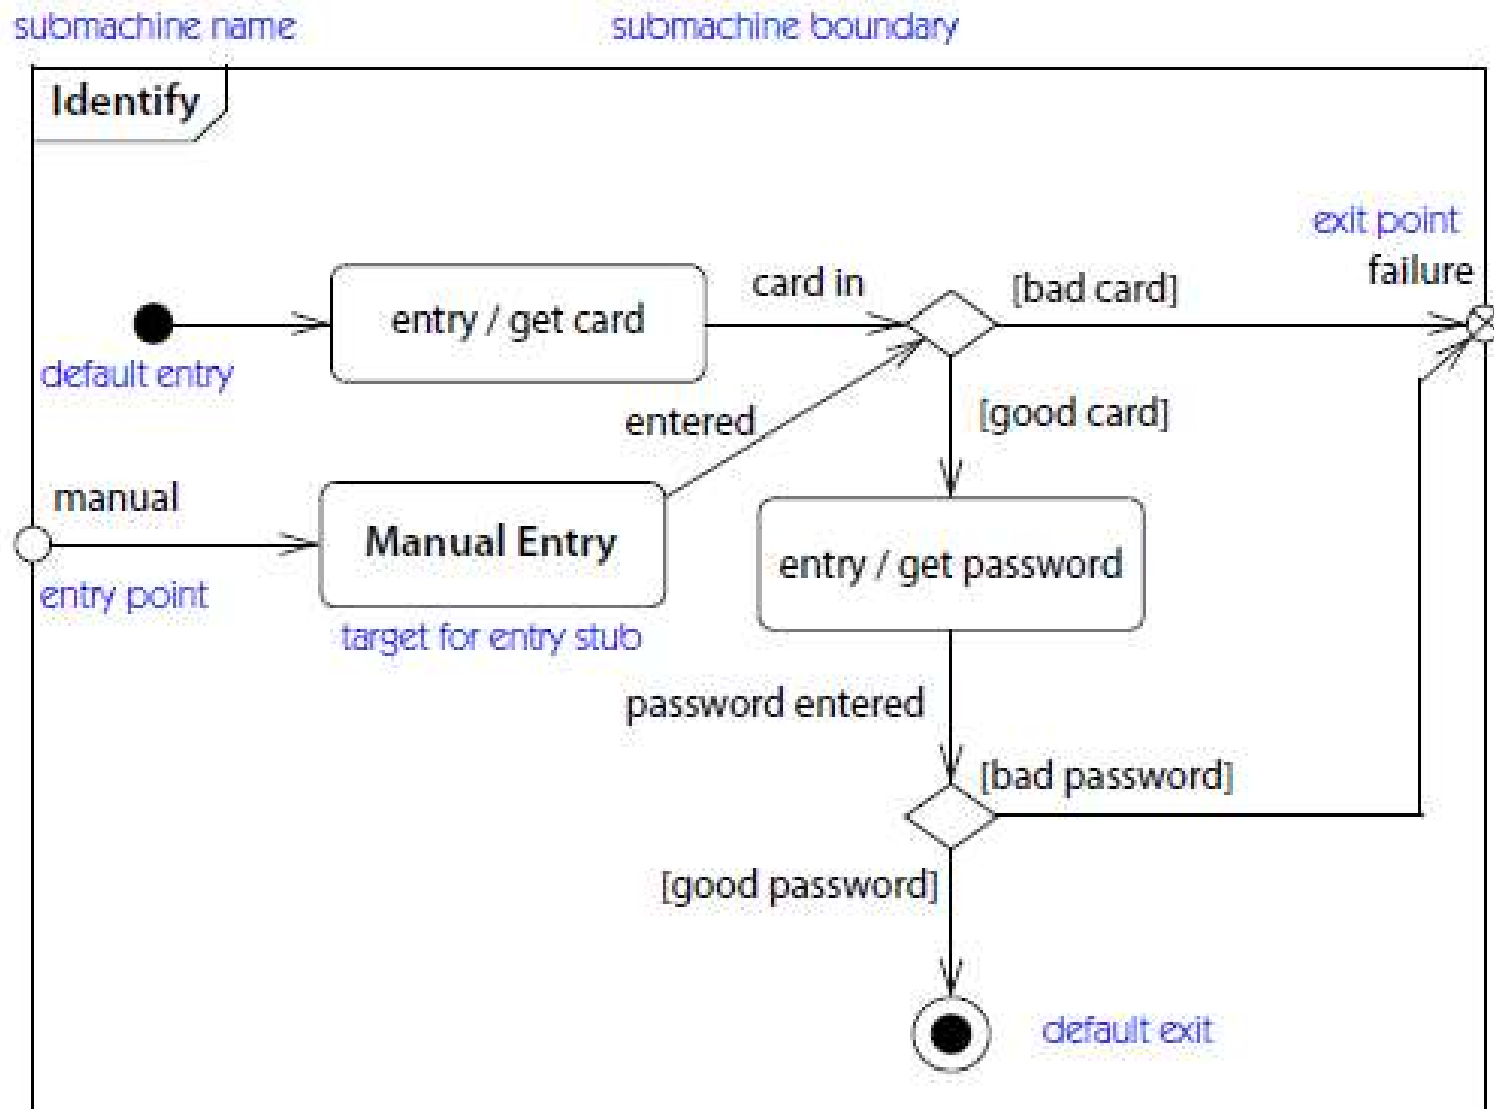 submachine name
submachine boundary
Identify
exit point
failure
card in
[bad card]
entry / get card
default entry
[good card]
entered
manual
Manual Entry
entry / get password
entry point
target for entry stub
password entered
[bad password]
[good password]
default exit